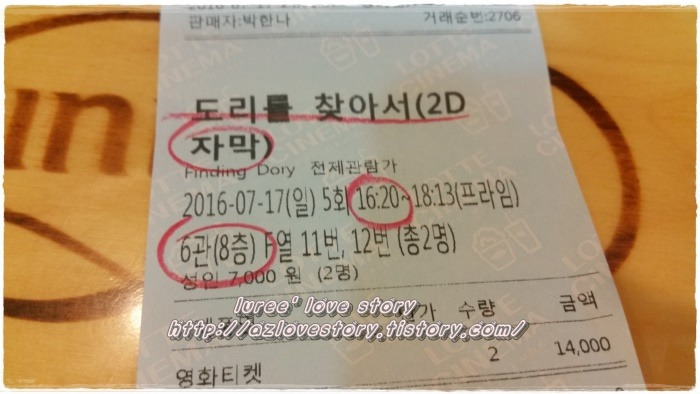 판매자:박한나 거래순번:2706
도리를 찾아서(2D
자막)
Finding Dory 전체관람가
2016-07-17(일) 5회 16:20~18:13(프라임)
6관(8층) F열 11번, 12번 (총2명)
성인 7,000 원 (2명)
luree' love story
수량 금액
http://azlovestory.tistory.com/
2 14,000
영화티켓
LOTTE
CINEMA